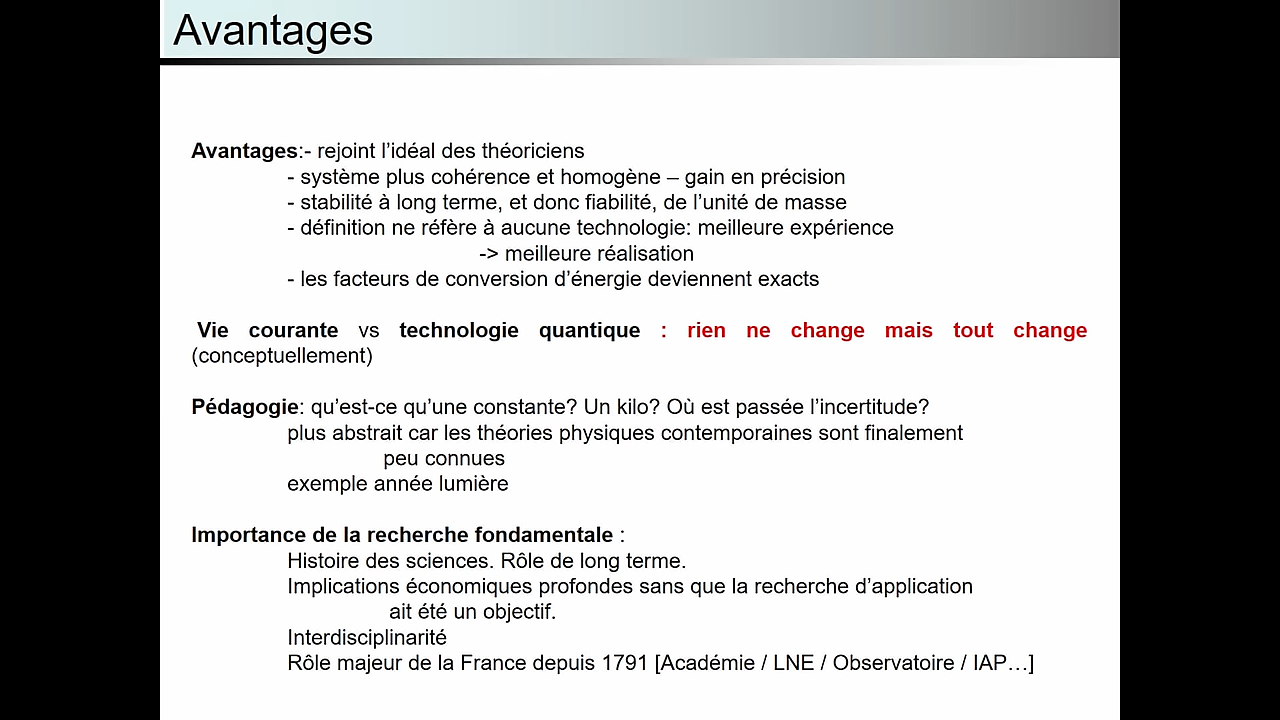 Avantages
Avantages:- rejoint l’idéal des théoriciens
- système plus cohérence et homogène – gain en précision
- stabilité à long terme, et donc fiabilité, de l’unité de masse
- définition ne réfère à aucune technologie: meilleure expérience
-> meilleure réalisation
- les facteurs de conversion d’énergie deviennent exacts
Vie courante vs technologie quantique : rien ne change mais tout change
(conceptuellement)
Pédagogie: qu’est-ce qu’une constante? Un kilo? Où est passée l’incertitude?
plus abstrait car les théories physiques contemporaines sont finalement
peu connues
exemple année lumière
Importance de la recherche fondamentale :
Histoire des sciences. Rôle de long terme.
Implications économiques profondes sans que la recherche d’application
ait été un objectif.
Interdisciplinarité
Rôle majeur de la France depuis 1791 [Académie / LNE / Observatoire / IAP…]